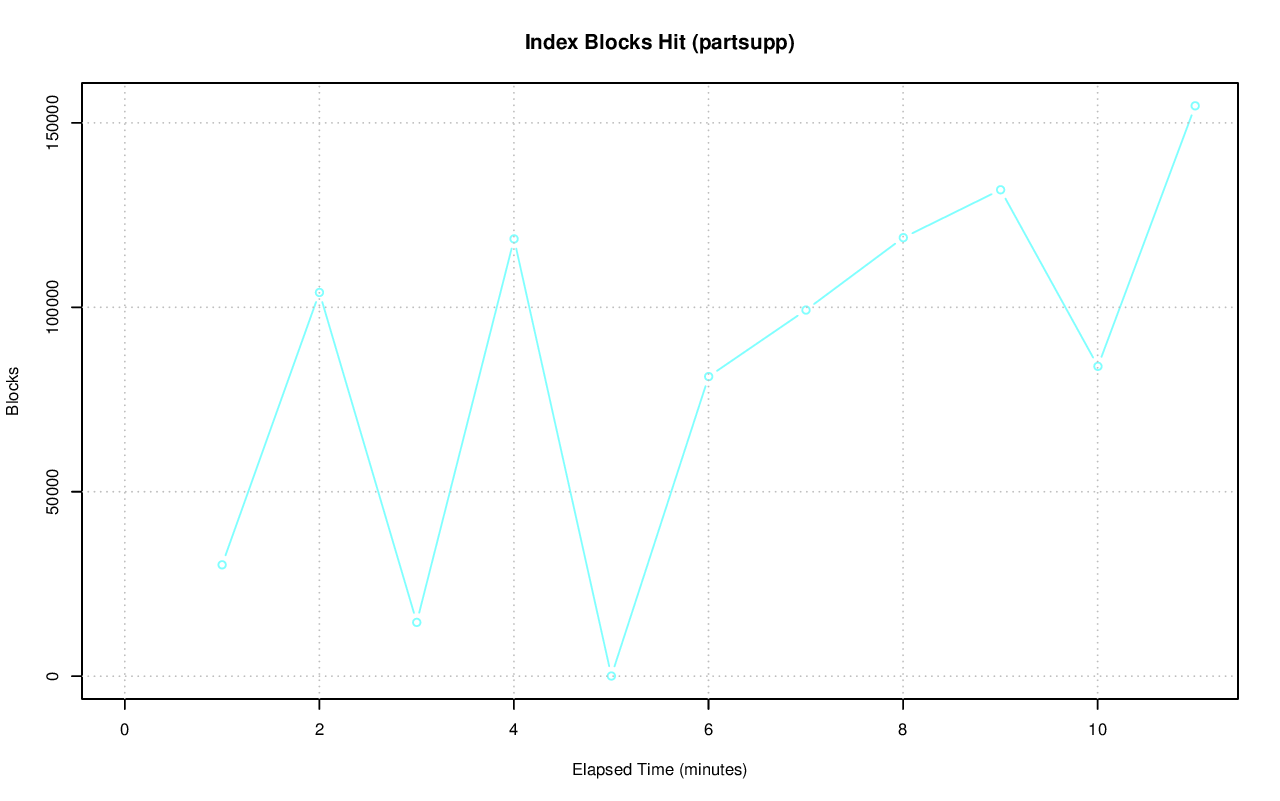 Index Blocks Hit (partsupp)
150000
100000
50000
0
Blocks
0 2 4 6 8 10
Elapsed Time (minutes)